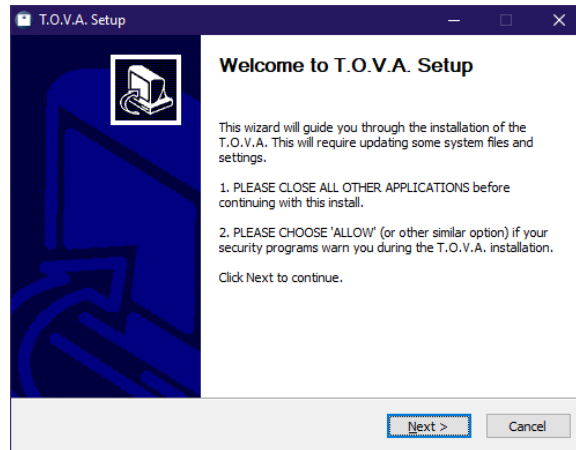 T.O.V.A. Setup
Welcome to T.O.V.A. Setup
This wizard will guide you through the installation of the
T.O.V.A. This will require updating some system files and
settings.
1. PLEASE CLOSE ALL OTHER APPLICATIONS before
continuing with this install.
2. PLEASE CHOOSE 'ALLOW' (or other similar option) if your
security programs warn you during the T.O.V.A. installation.
Click Next to continue.
Next >
Cancel